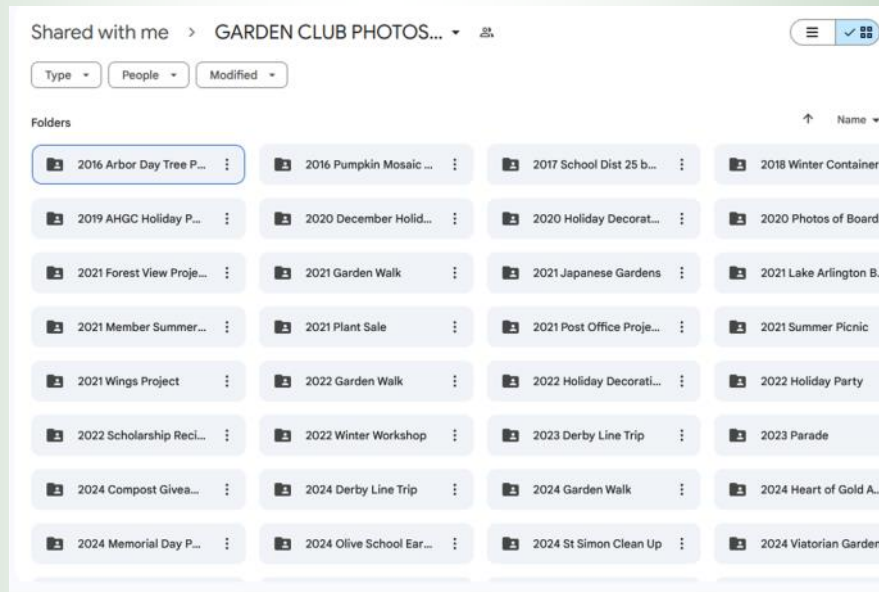 Shared with me > GARDEN CLUB PHOTOS...
Type People Modified
Folders Name
2016 Arbor Day Tree P... 2016 Pumpkin Mosaic ... 2017 School Dist 25 b... 2018 Winter Container
2019 AHGC Holiday P... 2020 December Holid... 2020 Holiday Decorat... 2020 Photos of Board
2021 Forest View Proje... 2021 Garden Walk 2021 Japanese Gardens 2021 Lake Arlington B.
2021 Member Summer... 2021 Plant Sale 2021 Post Office Proje... 2021 Summer Picnic
2021 Wings Project 2022 Garden Walk 2022 Holiday Decorati... 2022 Holiday Party
2022 Scholarship Reci... 2022 Winter Workshop 2023 Derby Line Trip 2023 Parade
2024 Compost Givea... 2024 Derby Line Trip 2024 Garden Walk 2024 Heart of Gold A..
2024 Memorial Day P... 2024 Olive School Ear... 2024 St Simon Clean Up 2024 Viatorian Garden